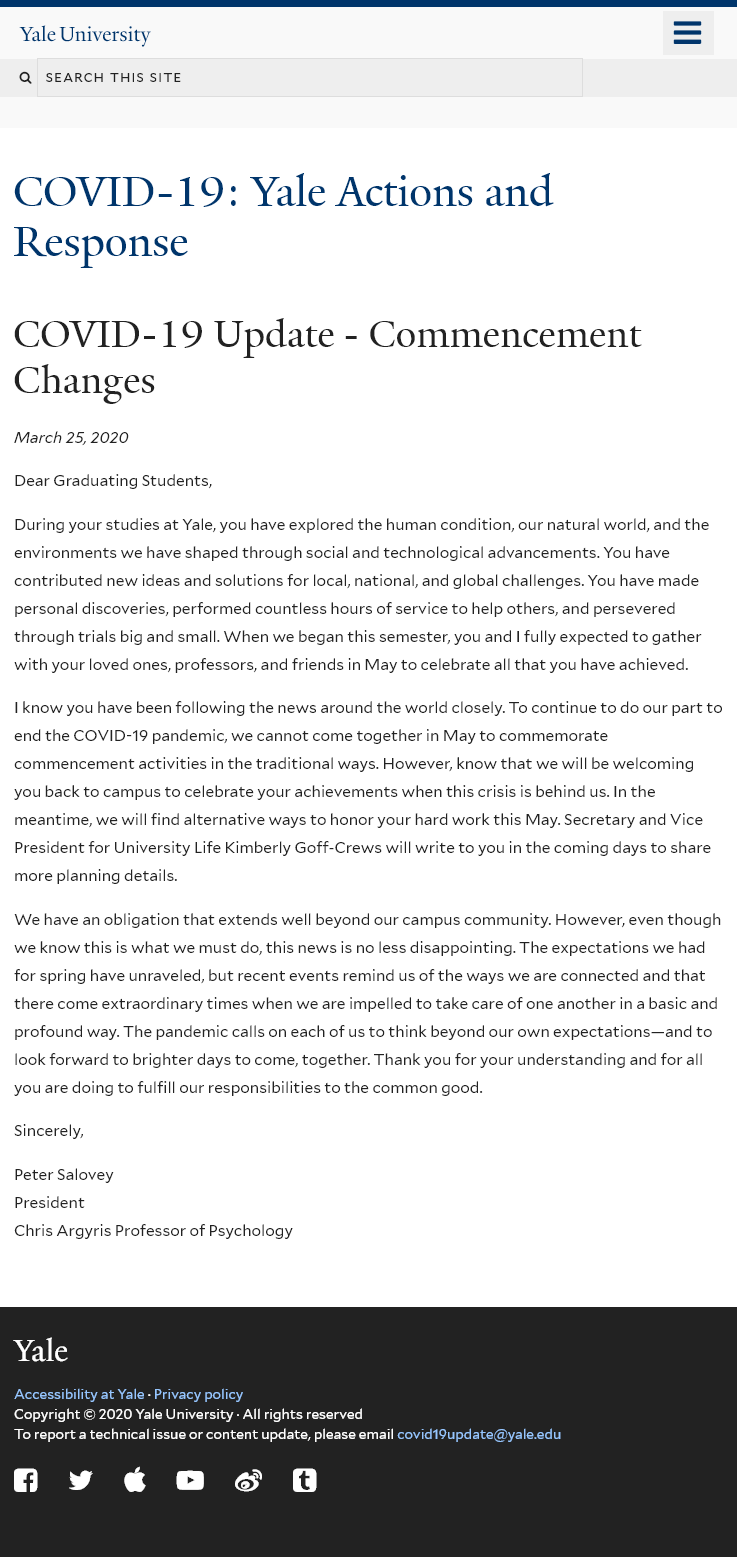 Yale University
SEARCH THIS SITE
COVID-19: Yale Actions and
Response
COVID-19 Update - Commencement
Changes
March 25, 2020
Dear Graduating Students,
During your studies at Yale, you have explored the human condition, our natural world, and the
environments we have shaped through social and technological advancements. You have
contributed new ideas and solutions for local, national, and global challenges. You have made
personal discoveries, performed countless hours of service to help others, and persevered
through trials big and small. When we began this semester, you and I fully expected to gather
with your loved ones, professors, and friends in May to celebrate all that you have achieved.
I know you have been following the news around the world closely. To continue to do our part to
end the COVID-19 pandemic, we cannot come together in May to commemorate
commencement activities in the traditional ways. However, know that we will be welcoming
you back to campus to celebrate your achievements when this crisis is behind us. In the
meantime, we will find alternative ways to honor your hard work this May. Secretary and Vice
President for University Life Kimberly Goff-Crews will write to you in the coming days to share
more planning details.
We have an obligation that extends well beyond our campus community. However, even though
we know this is what we must do, this news is no less disappointing. The expectations we had
for spring have unraveled, but recent events remind us of the ways we are connected and that
there come extraordinary times when we are impelled to take care of one another in a basic and
profound way. The pandemic calls on each of us to think beyond our own expectations—and to
look forward to brighter days to come, together. Thank you for your understanding and for all
you are doing to fulfill our responsibilities to the common good.
Sincerely,
Peter Salovey
President
Chris Argyris Professor of Psychology
Yale
Accessibility at Yale · Privacy policy
Copyright © 2020 Yale University · All rights reserved
To report a technical issue or content update, please email covid19update@yale.edu